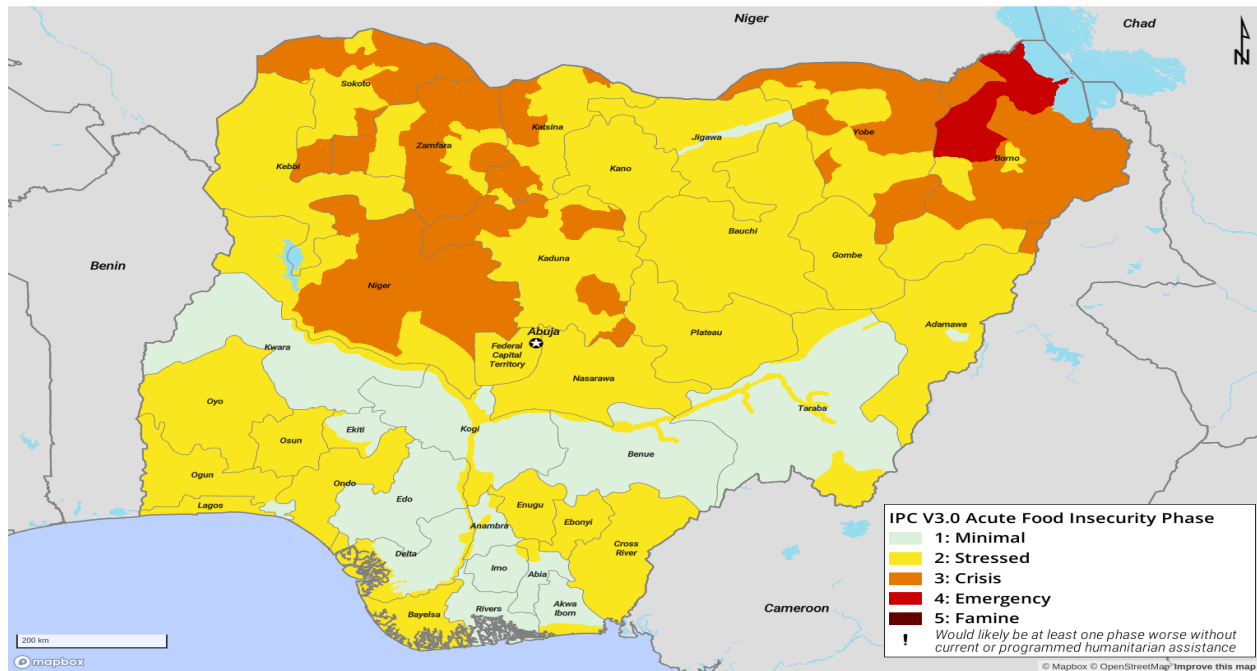 Niger
Chad
N
Sokoto
Katsina
Jigawa
Yobe
Zamfara
Kebbi
Kano
Borno
Bauchi
Gombe
Kaduna
Benin
Niger
Adamawa
Abuja
Plateau
Federal
Capital
Territory
Kwara
Nasarawa
Oyo
Taraba
Ekiti
Kogi
Osun
Benue
Ogun
Ondo
Edo
Lagos
Enugu
Anambra
Ebonyi
Cross
River
Delta
Imo
Abia
Akwa
Ibom
Rivers
Bayelsa
Cameroon
IPC V3.0 Acute Food Insecurity Phase
1: Minimal
2: Stressed
3: Crisis
4: Emergency
5: Famine
! Would likely be at least one phase worse without
current or programmed humanitarian assistance
200 km
mapbox
© Mapbox © OpenStreetMap Improve this map